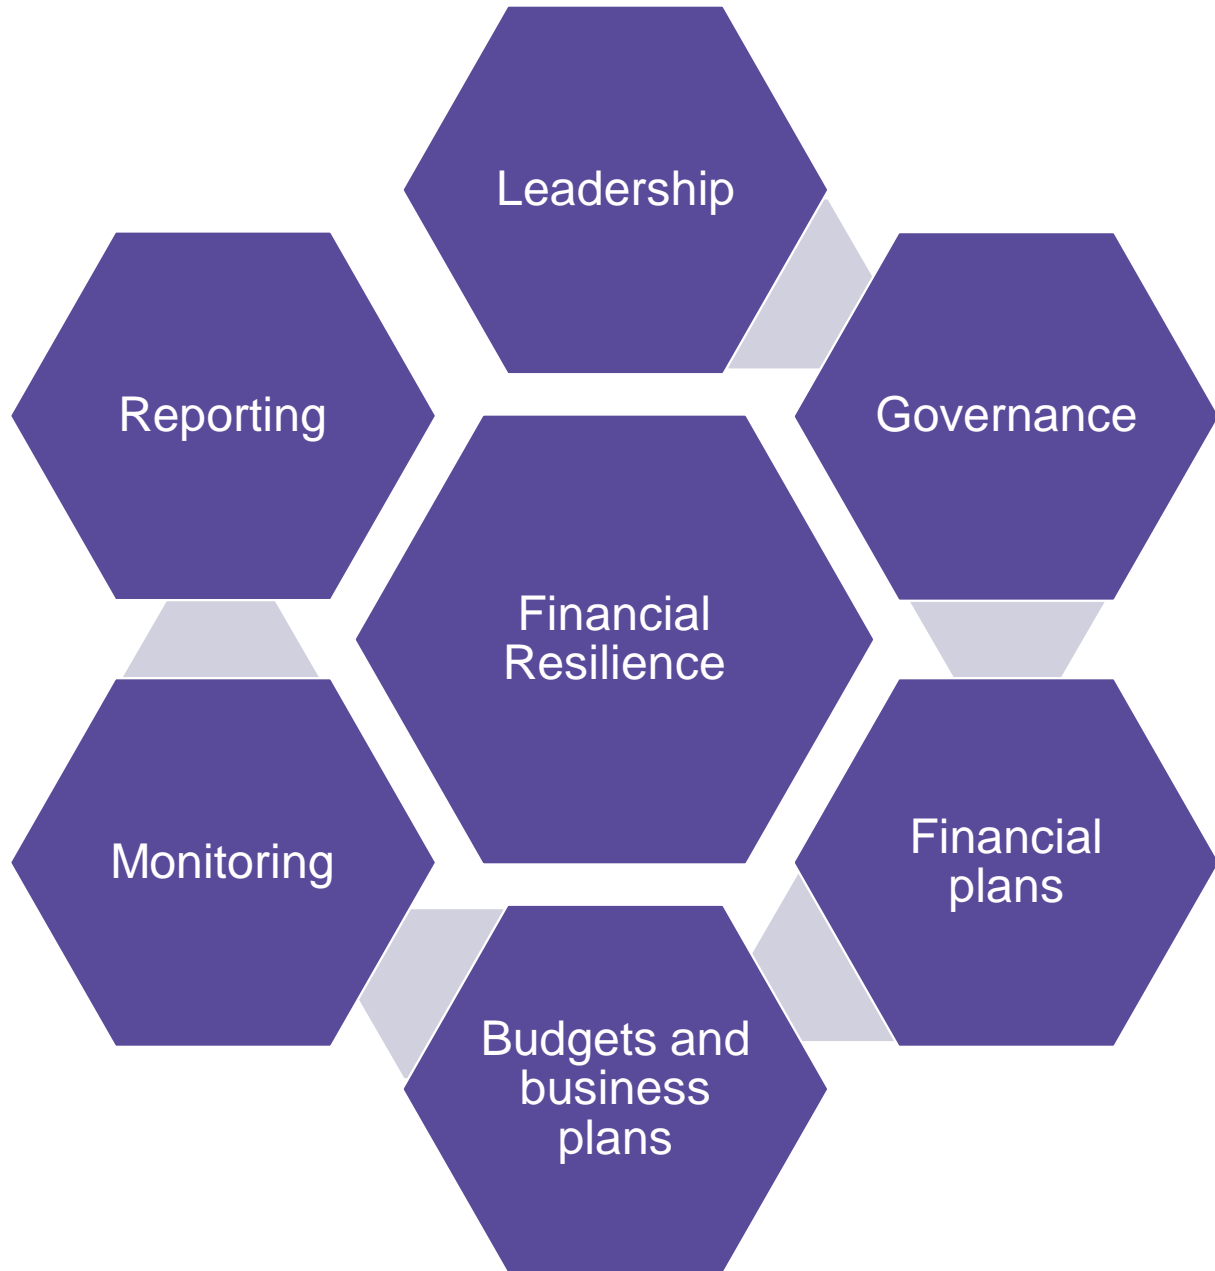 Leadership
Governance
Reporting
Financial
Resilience
Financial
plans
Monitoring
Budgets and
business
plans